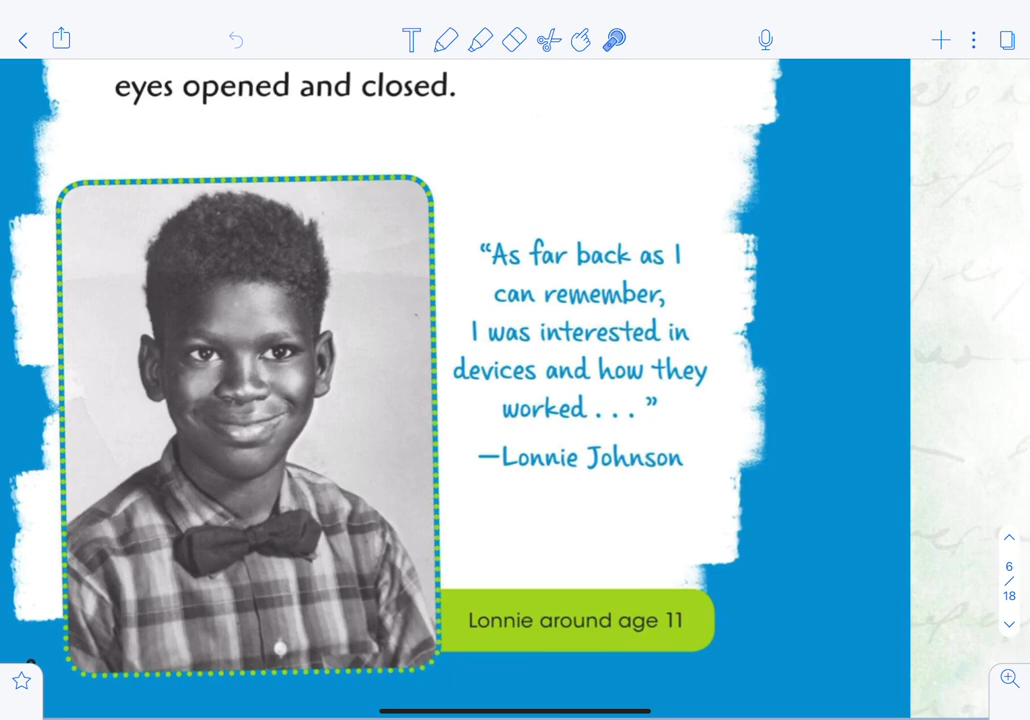 eyes opened and closed.
“As far back as I
can remember,
I was interested in
devices and how they
worked . . . ”
—Lonnie Johnson
Lonnie around age 11
6
/
18